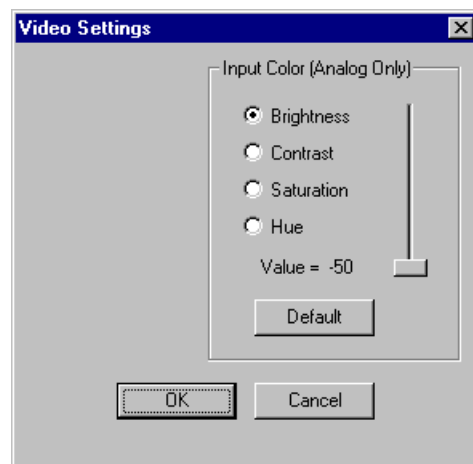 Video Settings
Input Color (Analog Only)
Brightness
Contrast
Saturation
Hue
Value = -50
Default
OK
Cancel